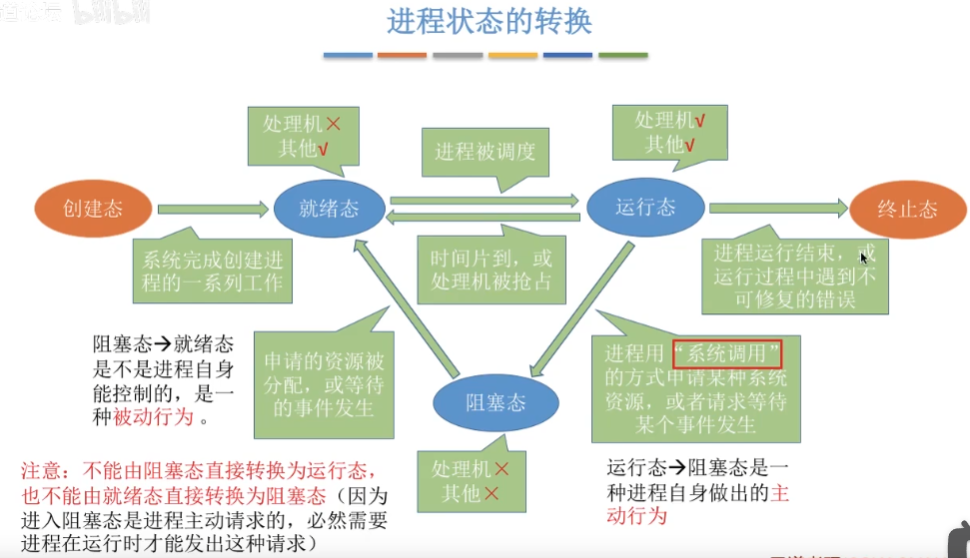 bilibili
进程状态的转换
处理机×
其他√
进程被调度
处理机√
其他√
创建态
就绪态
运行态
终止态
系统完成创建进
程的一系列工作
时间片到，或
处理机被抢占
进程运行结束，或
运行过程中遇到不
可修复的错误
阻塞态→就绪态
是不是进程自身
能控制的，是一
种被动行为。
申请的资源被
分配，或等待
的事件发生
阻塞态
进程用“系统调用”
的方式申请某种系统
资源，或者请求等待
某个事件发生
处理机×
其他×
运行态→阻塞态是一
种进程自身做出的主
动行为
注意：不能由阻塞态直接转换为运行态，
也不能由就绪态直接转换为阻塞态（因为
进入阻塞态是进程主动请求的，必然需要
进程在运行时才能发出这种请求）